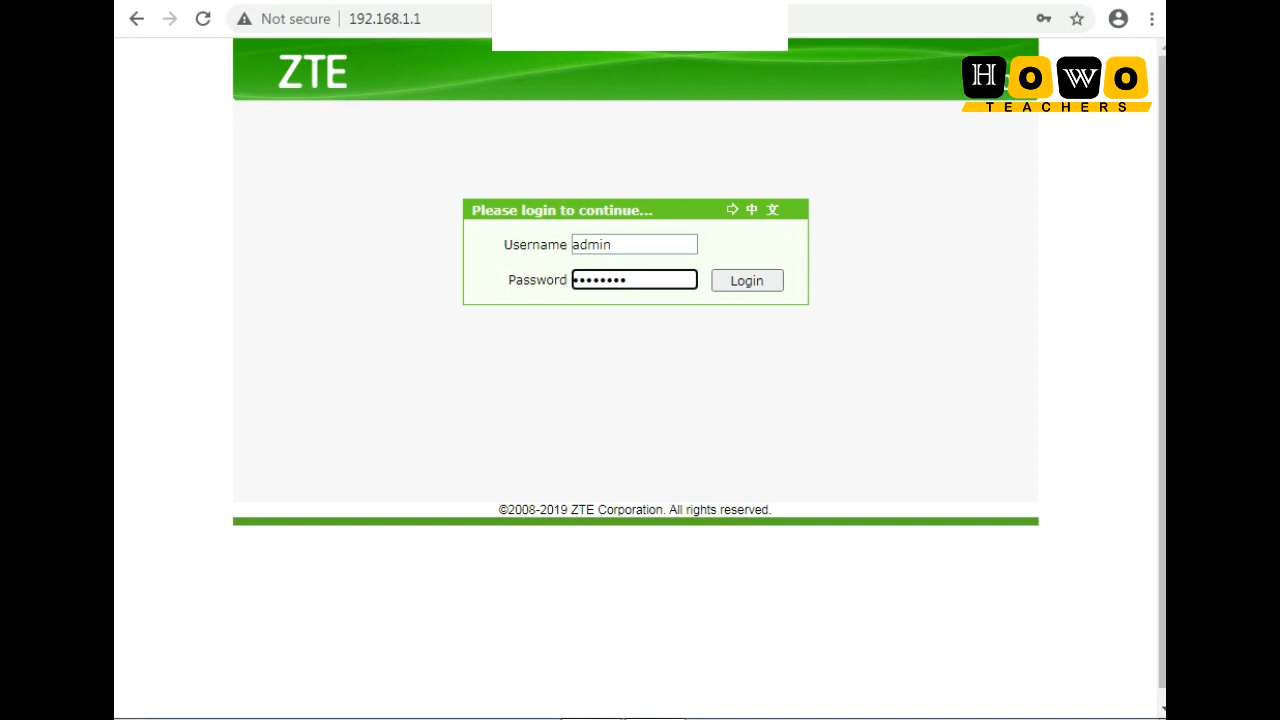 Not secure | 192.168.1.1
ZTE
HOWO
TEACHERS
Please login to continue... 中 文
Username admin
Password ••••••••
Login
©2008-2019 ZTE Corporation. All rights reserved.